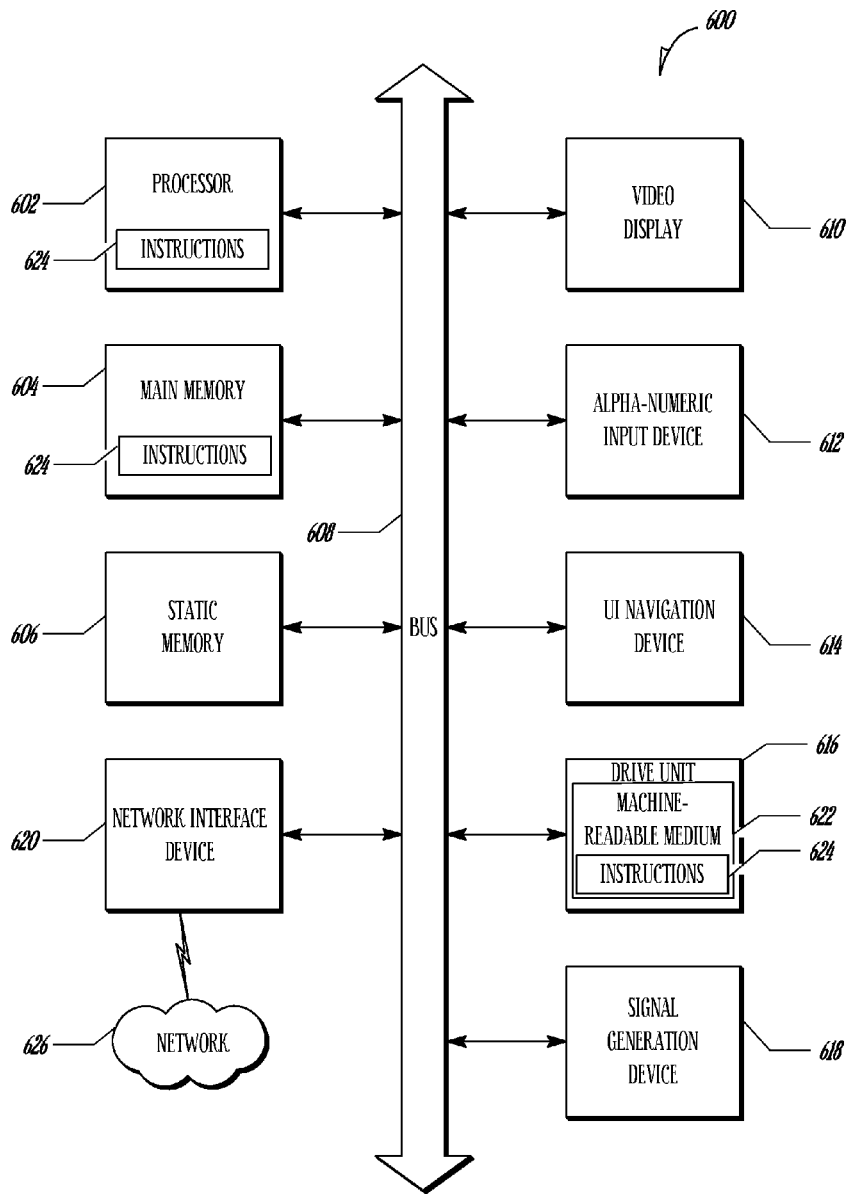 600
PROCESSOR
602
624
INSTRUCTIONS
VIDEO
DISPLAY
610
604
MAIN MEMORY
624
INSTRUCTIONS
ALPHA-NUMERIC
INPUT DEVICE
612
608
STATIC
MEMORY
606
BUS
UI NAVIGATION
DEVICE
614
616
DRIVE UNIT
MACHINE-
READABLE MEDIUM
622
INSTRUCTIONS
624
NETWORK INTERFACE
DEVICE
620
626
NETWORK
SIGNAL
GENERATION
DEVICE
618